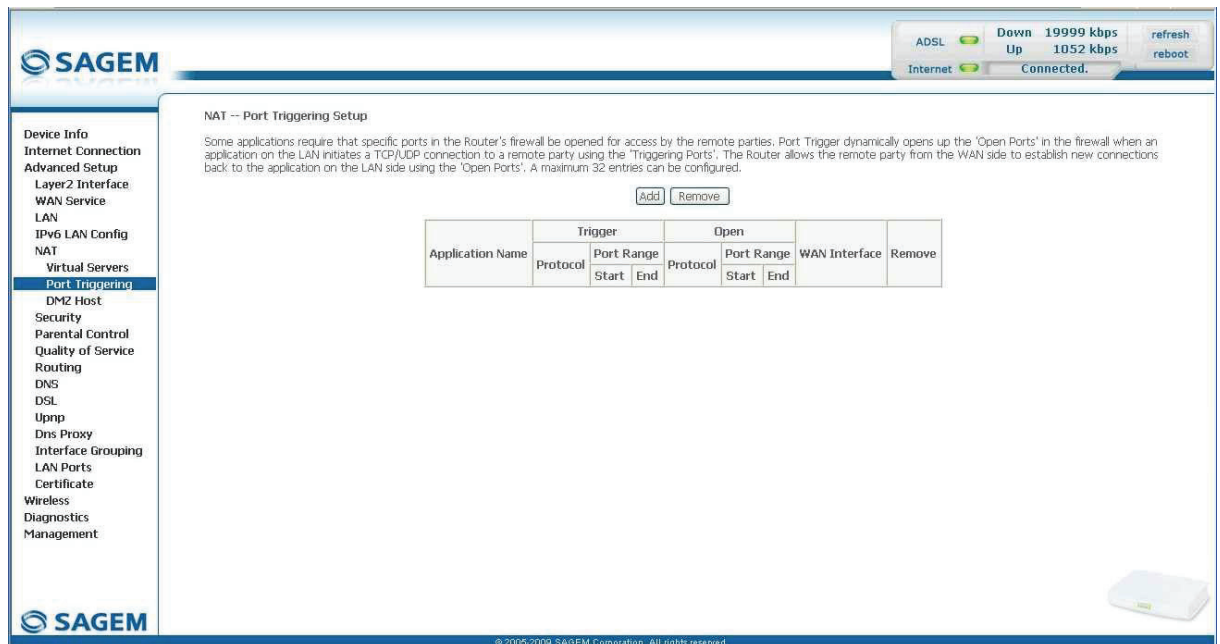 SAGEM
ADSL
Down 19999 kbps
Up 1052 kbps
Internet
Connected.
refresh
reboot
Device Info
Internet Connection
Advanced Setup
Layer2 Interface
WAN Service
LAN
IPv6 LAN Config
NAT
Virtual Servers
Port Triggering
DMZ Host
Security
Parental Control
Quality of Service
Routing
DNS
DSL
Upnp
Dns Proxy
Interface Grouping
LAN Ports
Certificate
Wireless
Diagnostics
Management
NAT -- Port Triggering Setup
Some applications require that specific ports in the Router's firewall be opened for access by the remote parties. Port Trigger dynamically opens up the 'Open Ports' in the firewall when an
application on the LAN initiates a TCP/UDP connection to a remote party using the 'Triggering Ports'. The Router allows the remote party from the WAN side to establish new connections
back to the application on the LAN side using the 'Open Ports'. A maximum 32 entries can be configured.
Add Remove
Application Name
Trigger
Protocol
Port Range
Start End
Open
Protocol
Port Range
Start End
WAN Interface
Remove
SAGEM
© 2005-2009 SAGEM Corporation. All rights reserved.